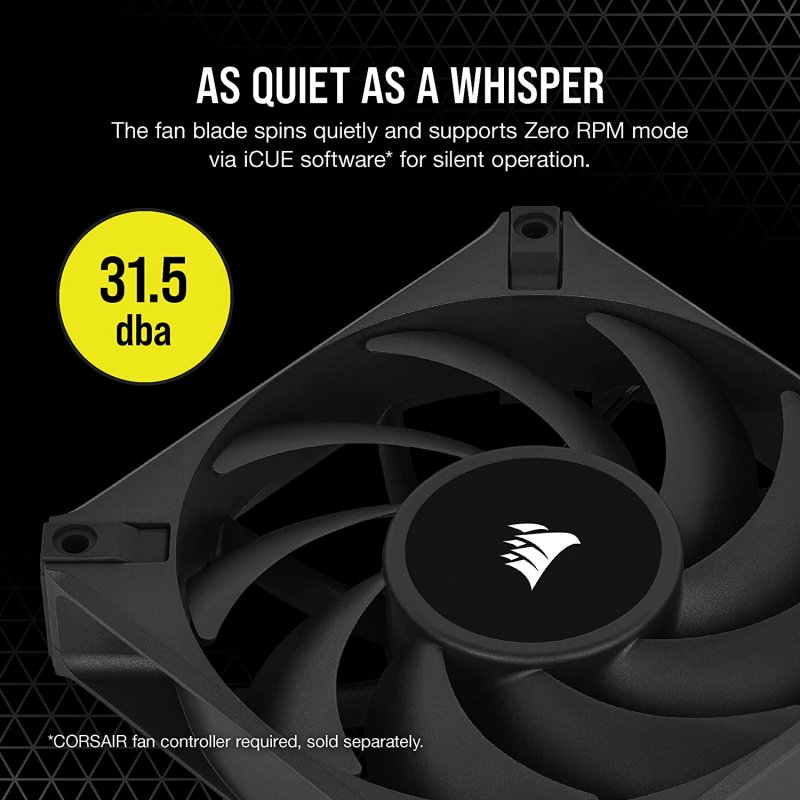 AS QUIET AS A WHISPER
The fan blade spins quietly and supports Zero RPM mode
via iCUE software* for silent operation.
31.5
dba
*CORSAIR fan controller required, sold separately.